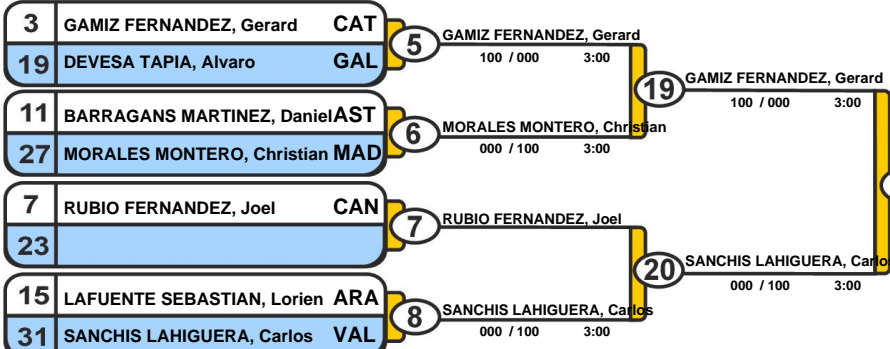 3 GAMIZ FERNANDEZ, Gerard CAT
19 DEVESA TAPIA, Alvaro GAL
5 GAMIZ FERNANDEZ, Gerard
100 / 000 3:00
11 BARRAGANS MARTINEZ, Daniel AST
27 MORALES MONTERO, Christian MAD
6 MORALES MONTERO, Christian
000 / 100 3:00
19 GAMIZ FERNANDEZ, Gerard
100 / 000 3:00
7 RUBIO FERNANDEZ, Joel CAN
23
7 RUBIO FERNANDEZ, Joel
15 LAFUENTE SEBASTIAN, Lorien ARA
31 SANCHIS LAHIGUERA, Carlos VAL
8 SANCHIS LAHIGUERA, Carlos
000 / 100 3:00
20 SANCHIS LAHIGUERA, Carlos
000 / 100 3:00